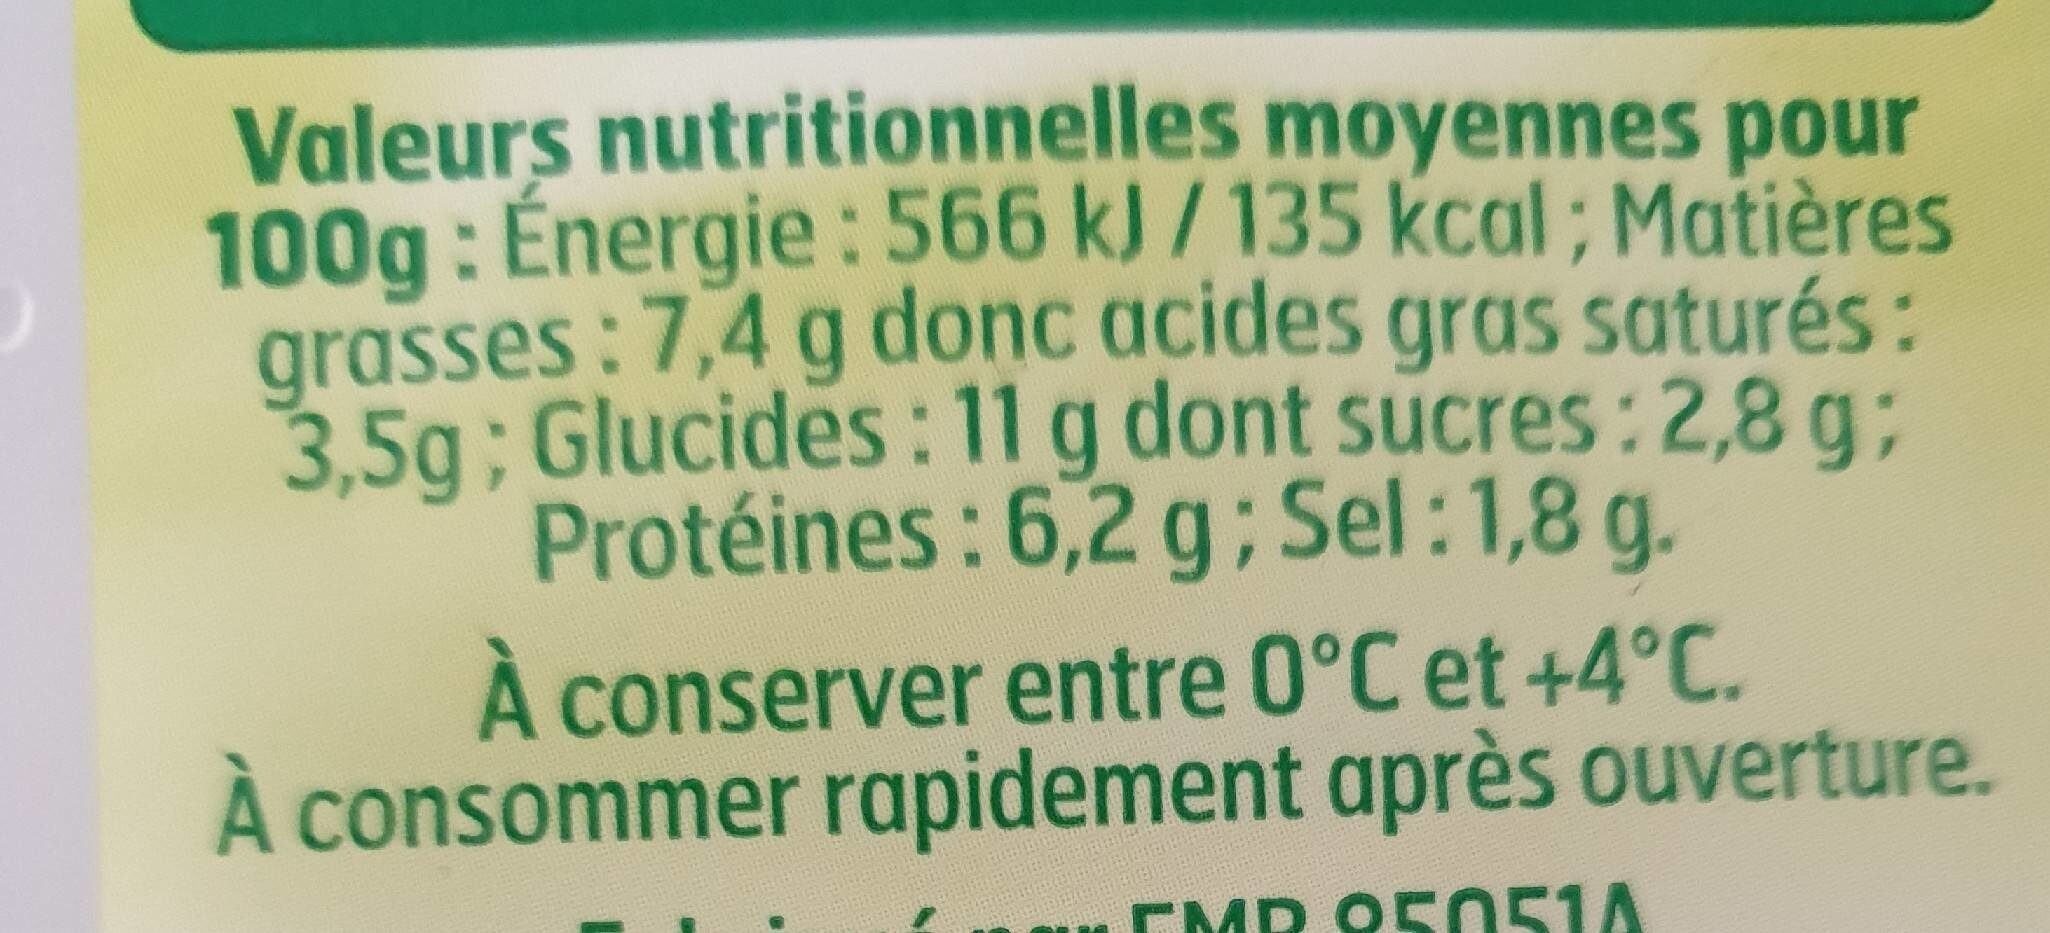 Valeurs nutritionnelles moyennes pour
100g : Énergie : 566 kJ / 135 kcal ; Matières
grasses : 7,4 g donc acides gras saturés :
3,5g ; Glucides : 11 g dont sucres : 2,8 g ;
Protéines : 6,2 g ; Sel : 1,8 g.
À conserver entre 0°C et +4°C.
À consommer rapidement après ouverture.
EMB 85051A